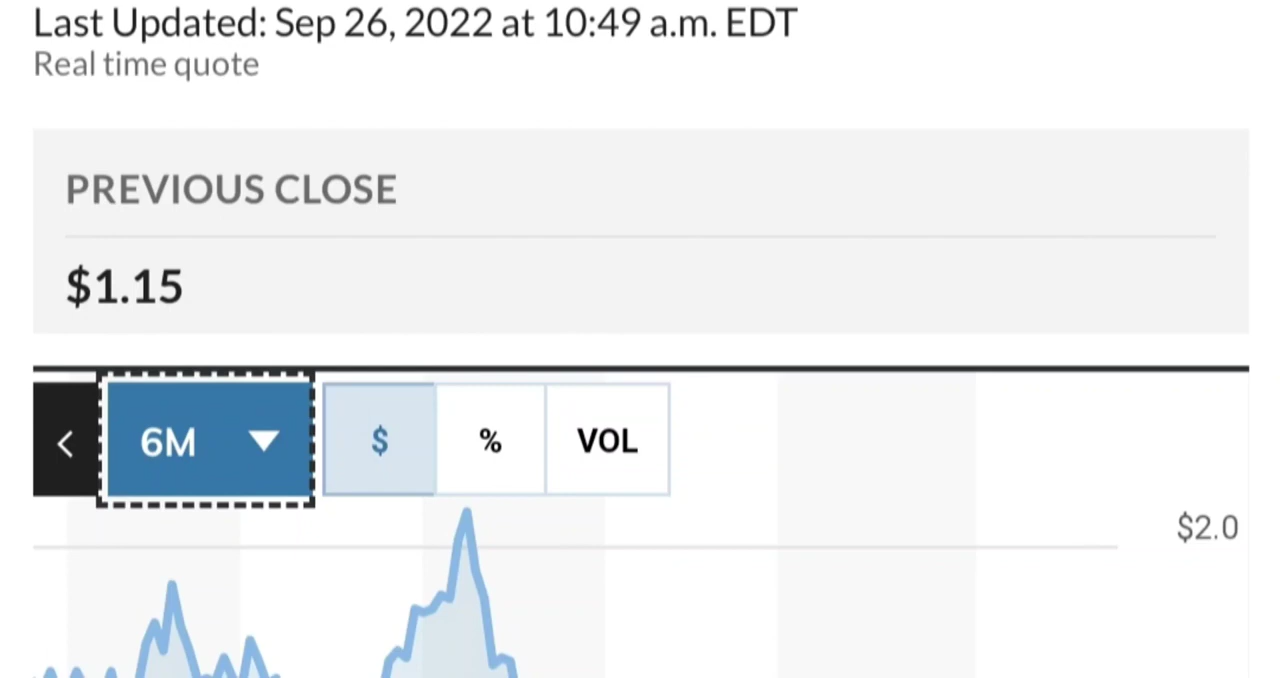 Last Updated: Sep 26, 2022 at 10:49 a.m. EDT
Real time quote
PREVIOUS CLOSE
$1.15
6M $ % VOL
$2.0